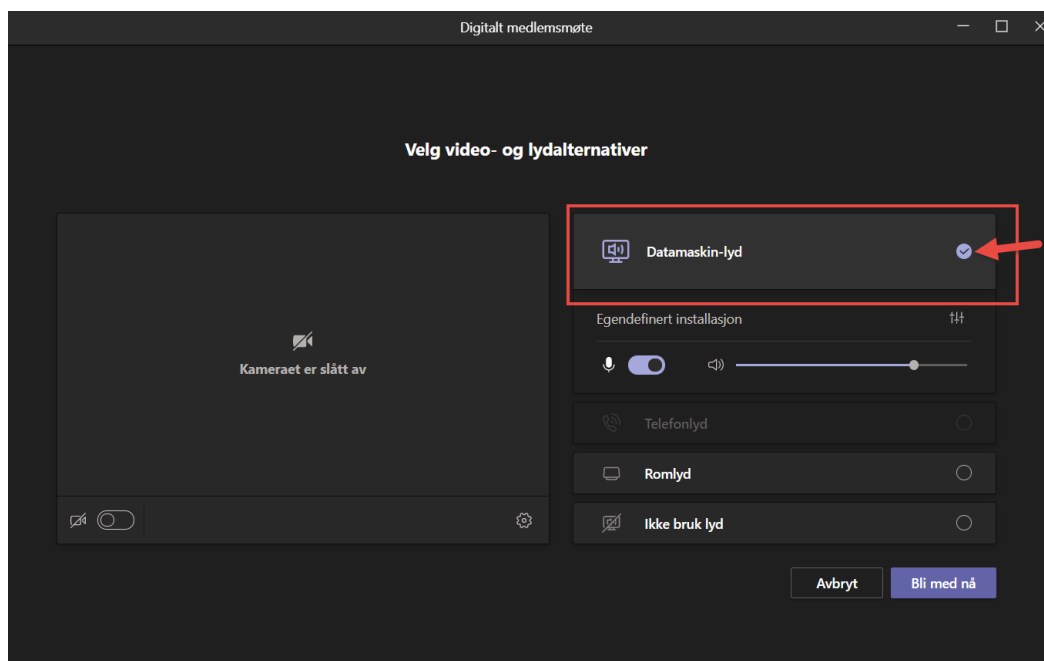 Digitalt medlemsmøte
Velg video- og lydalternativer
Kameraet er slått av
Datamaskin-lyd
Egendefinert installasjon
Telefonlyd
Romlyd
Ikke bruk lyd
Avbryt
Bli med nå